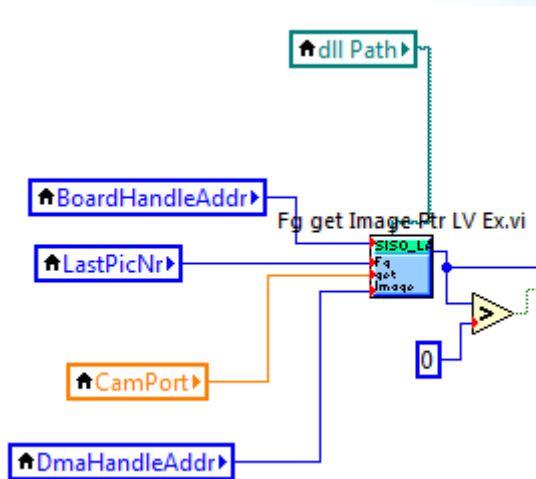 dll Path
BoardHandleAddr
Fg get Image Ptr LV Ex.vi
SISO_LA
LastPicNr
Fg
get
Image
>
0
CamPort
DmaHandleAddr